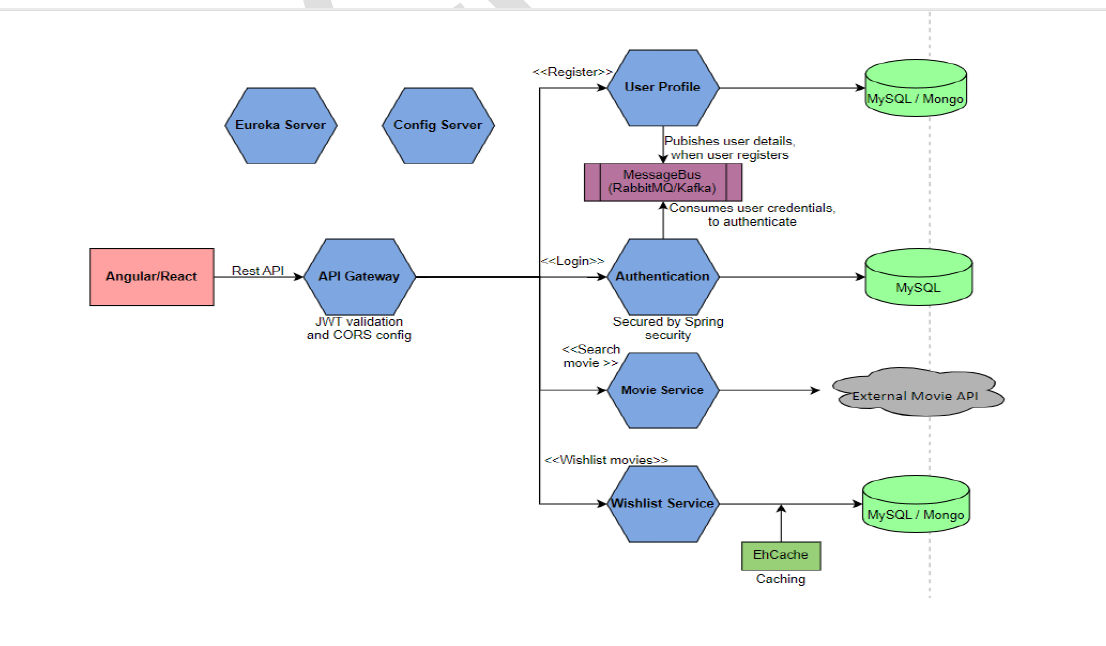 <<Register>>
User Profile
MySQL / Mongo
Eureka Server
Config Server
Pubishes user details,
when user registers
MessageBus
(RabbitMQ/Kafka)
Consumes user credentials,
to authenticate
Angular/React
Rest API
API Gateway
JWT validation
and CORS config
<<Login>>
Authentication
Secured by Spring
security
MySQL
<<Search
movie >>
Movie Service
External Movie API
<<Wishlist movies>>
Wishlist Service
MySQL / Mongo
EhCache
Caching